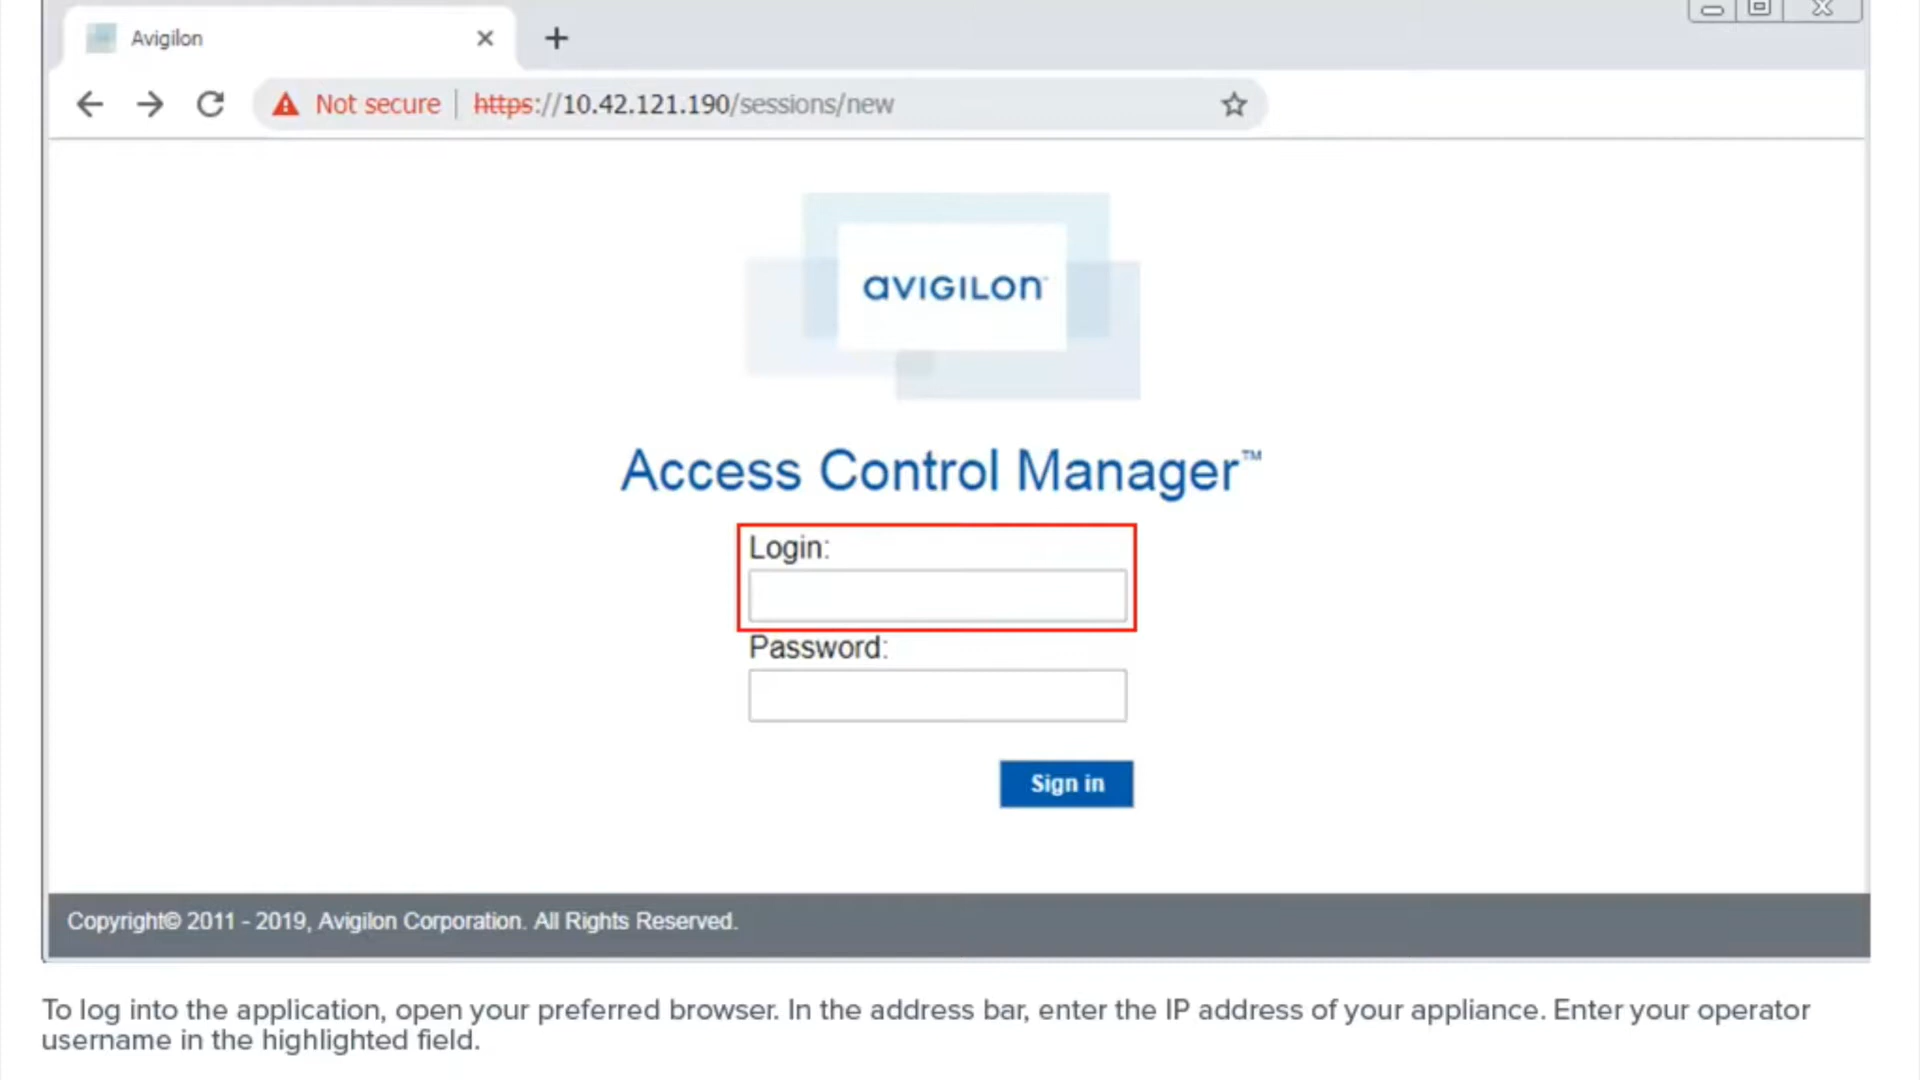 Avigilon
Not secure | https://10.42.121.190/sessions/new
avigilon™
Access Control Manager™
Login:
Password:
Sign in
Copyright© 2011 - 2019, Avigilon Corporation. All Rights Reserved.
To log into the application, open your preferred browser. In the address bar, enter the IP address of your appliance. Enter your operator
username in the highlighted field.